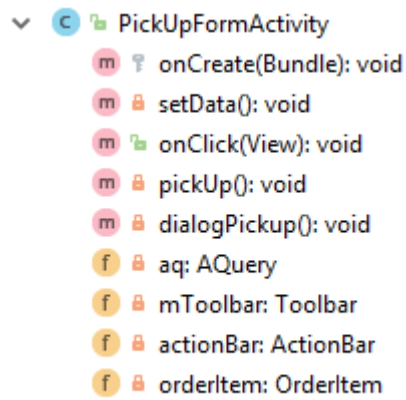 C PickUpFormActivity
m onCreate(Bundle): void
m setData(): void
m onClick(View): void
m pickUp(): void
m dialogPickup(): void
f aq: AQuery
f mToolbar: Toolbar
f actionBar: ActionBar
f orderItem: OrderItem